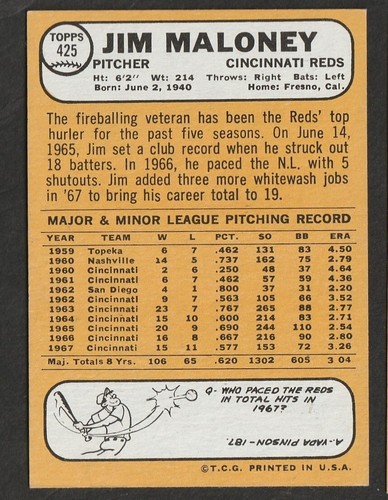 TOPPS
425
JIM MALONEY
PITCHER CINCINNATI REDS
Ht: 6'2" Wt: 214 Throws: Right Bats: Left
Born: June 2, 1940 Home: Fresno, Cal.
The fireballing veteran has been the Reds' top
hurler for the past five seasons. On June 14,
1965, Jim set a club record when he struck out
18 batters. In 1966, he paced the N.L. with 5
shutouts. Jim added three more whitewash jobs
in '67 to bring his career total to 19.
MAJOR & MINOR LEAGUE PITCHING RECORD
YEAR TEAM W L PCT. SO BB ERA
1959 Topeka 6 7 .462 131 83 4.50
1960 Nashville 14 5 .737 162 75 2.79
1960 Cincinnati 2 6 .250 48 37 4.64
1961 Cincinnati 6 7 .462 57 59 4.36
1962 San Diego 4 1 .800 37 31 2.20
1962 Cincinnati 9 7 .563 105 66 3.52
1963 Cincinnati 23 7 .767 265 88 2.77
1964 Cincinnati 15 10 .600 214 83 2.71
1965 Cincinnati 20 9 .690 244 110 2.54
1966 Cincinnati 16 8 .667 216 90 2.80
1967 Cincinnati 15 11 .577 153 72 3.26
Maj. Totals 8 Yrs. 106 65 .620 1302 605 3 04
Q- WHO PACED THE REDS
IN TOTAL HITS IN
1967?
A- VADA PINSON-187.
©T.C.G. PRINTED IN U.S.A.